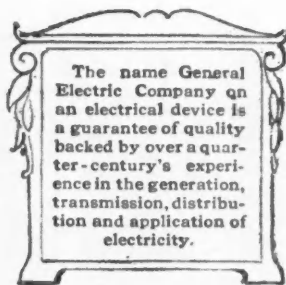 The name General
Electric Company on
an electrical device is
a guarantee of quality
backed by over a quar-
ter-century's experi-
ence in the generation,
transmission, distribu-
tion and application of
electricity.